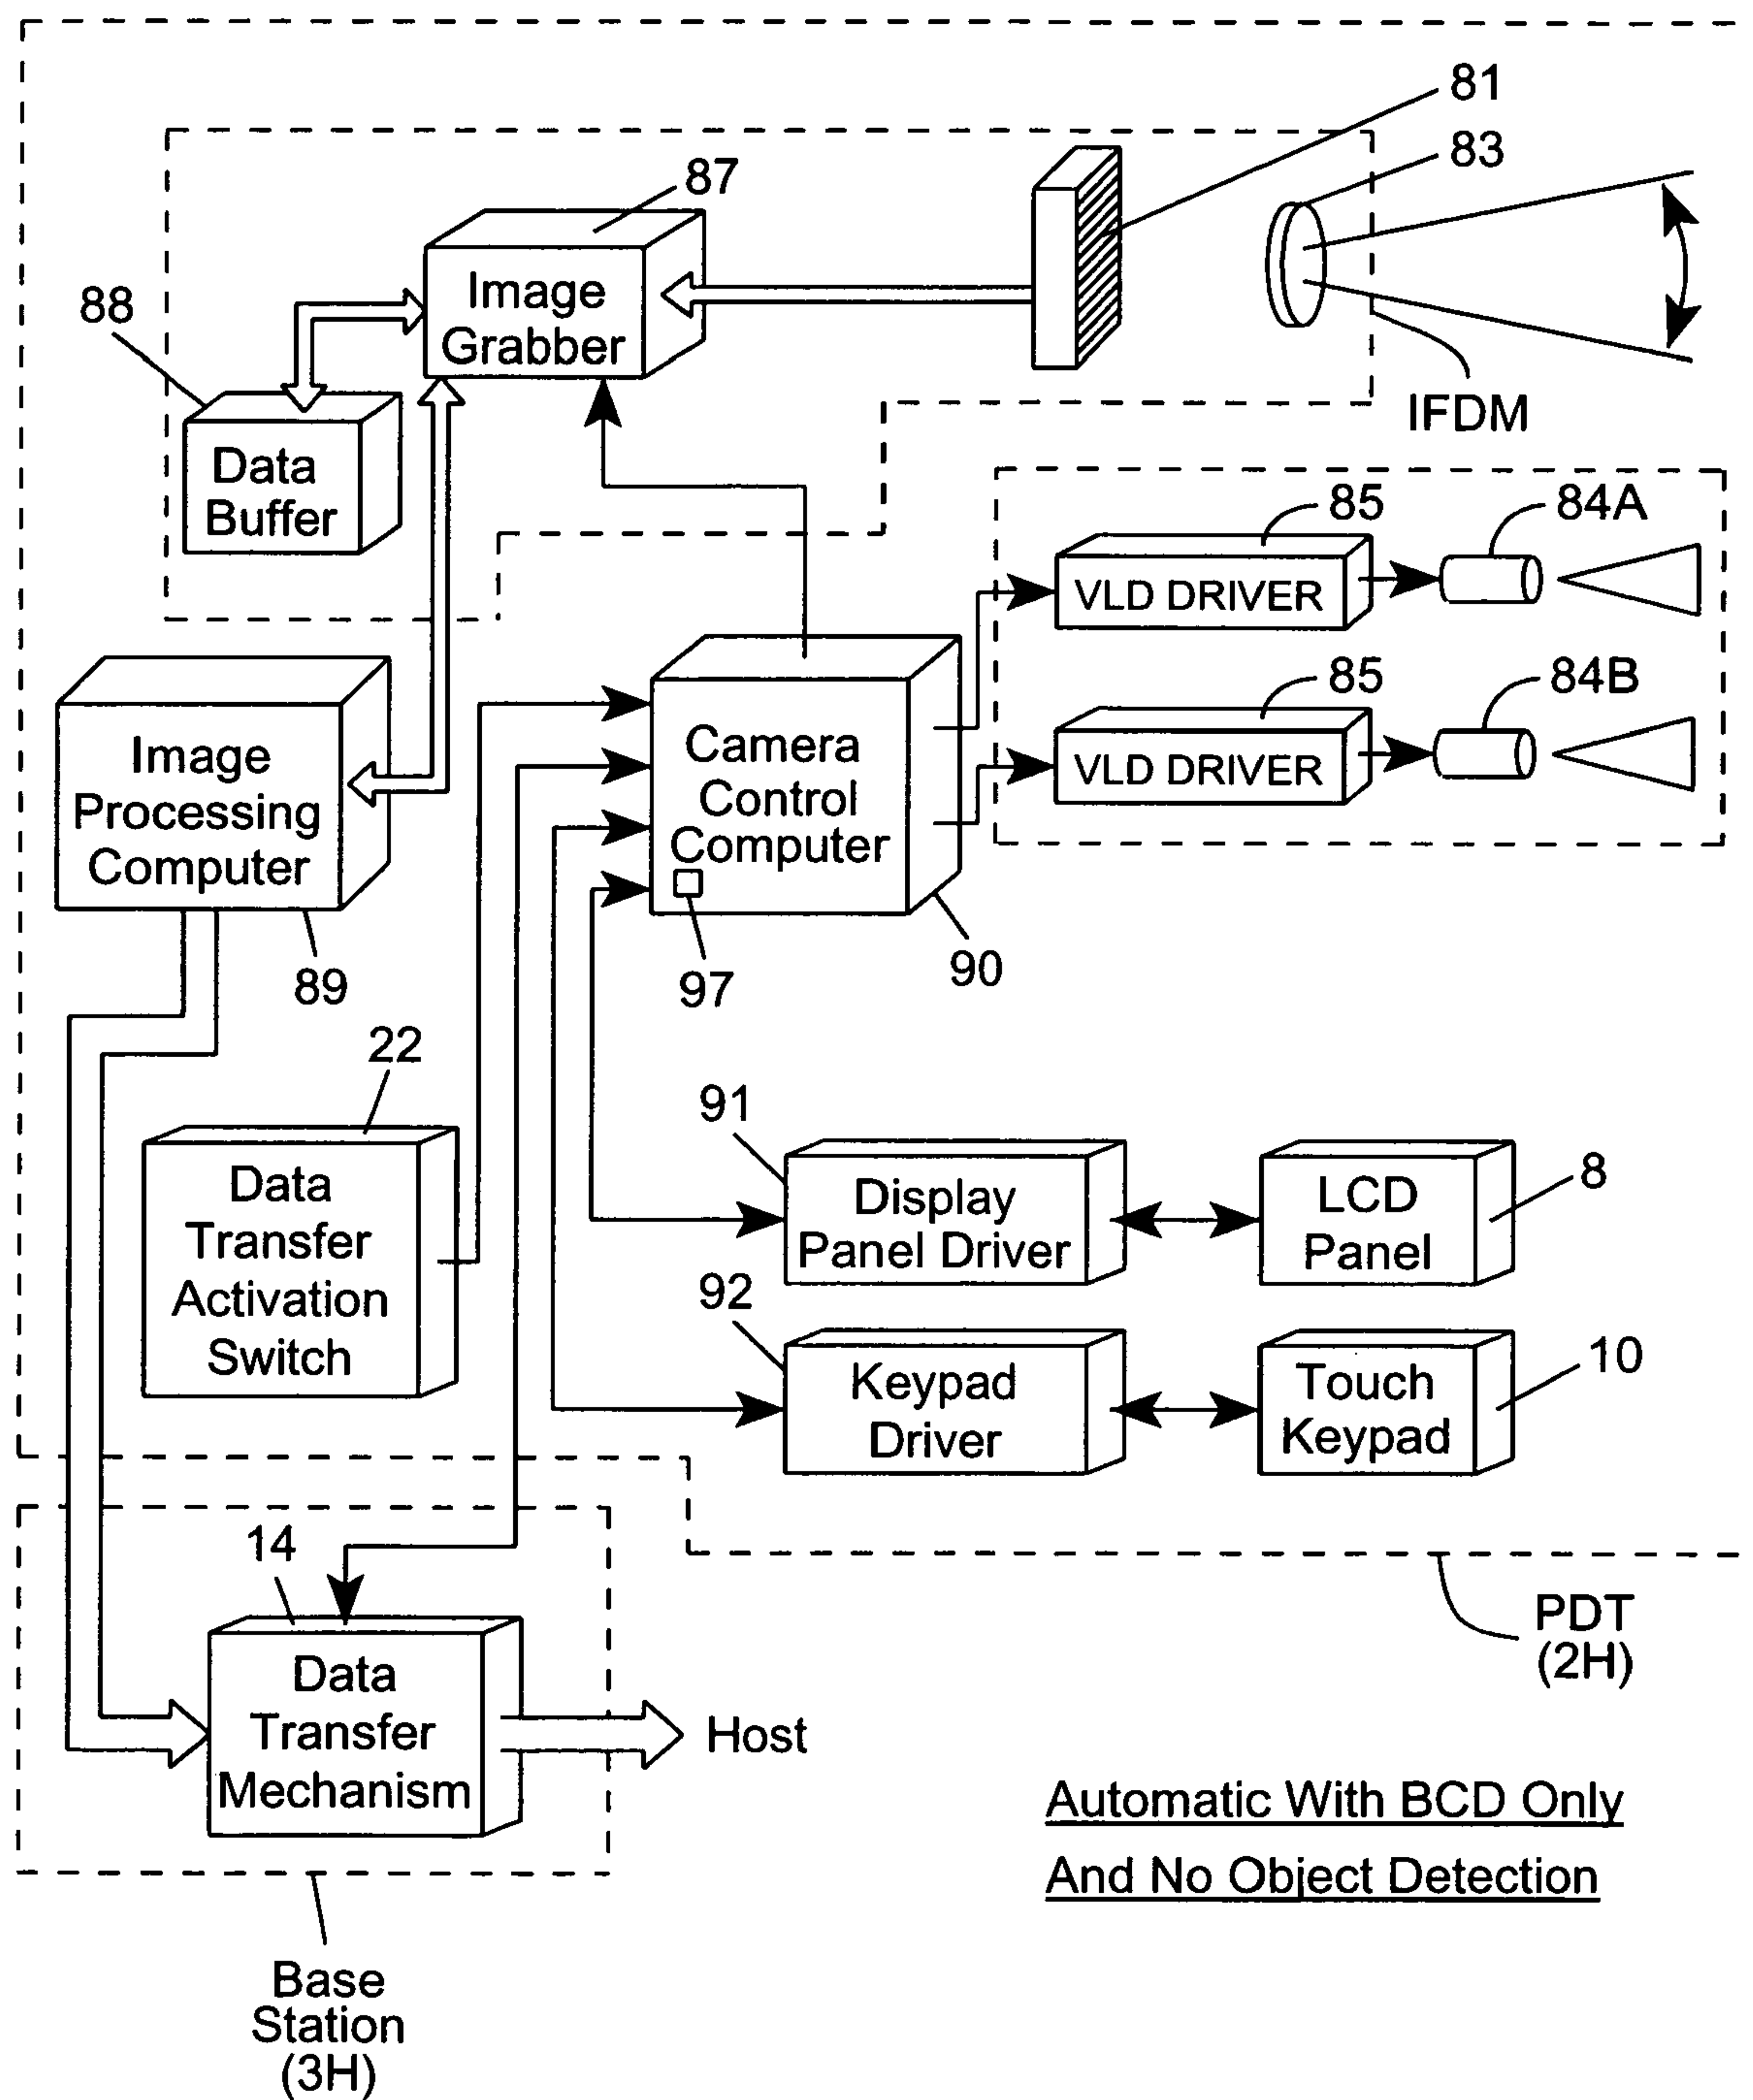 81
83
87
Image
Grabber
88
Data
Buffer
IFDM
85
84A
VLD DRIVER
85
84B
VLD DRIVER
Image
Processing
Computer
89
Camera
Control
Computer
97
90
22
Data
Transfer
Activation
Switch
91
Display
Panel Driver
LCD
Panel
8
92
Keypad
Driver
Touch
Keypad
10
14
Data
Transfer
Mechanism
Host
PDT
(2H)
Automatic With BCD Only
And No Object Detection
Base
Station
(3H)